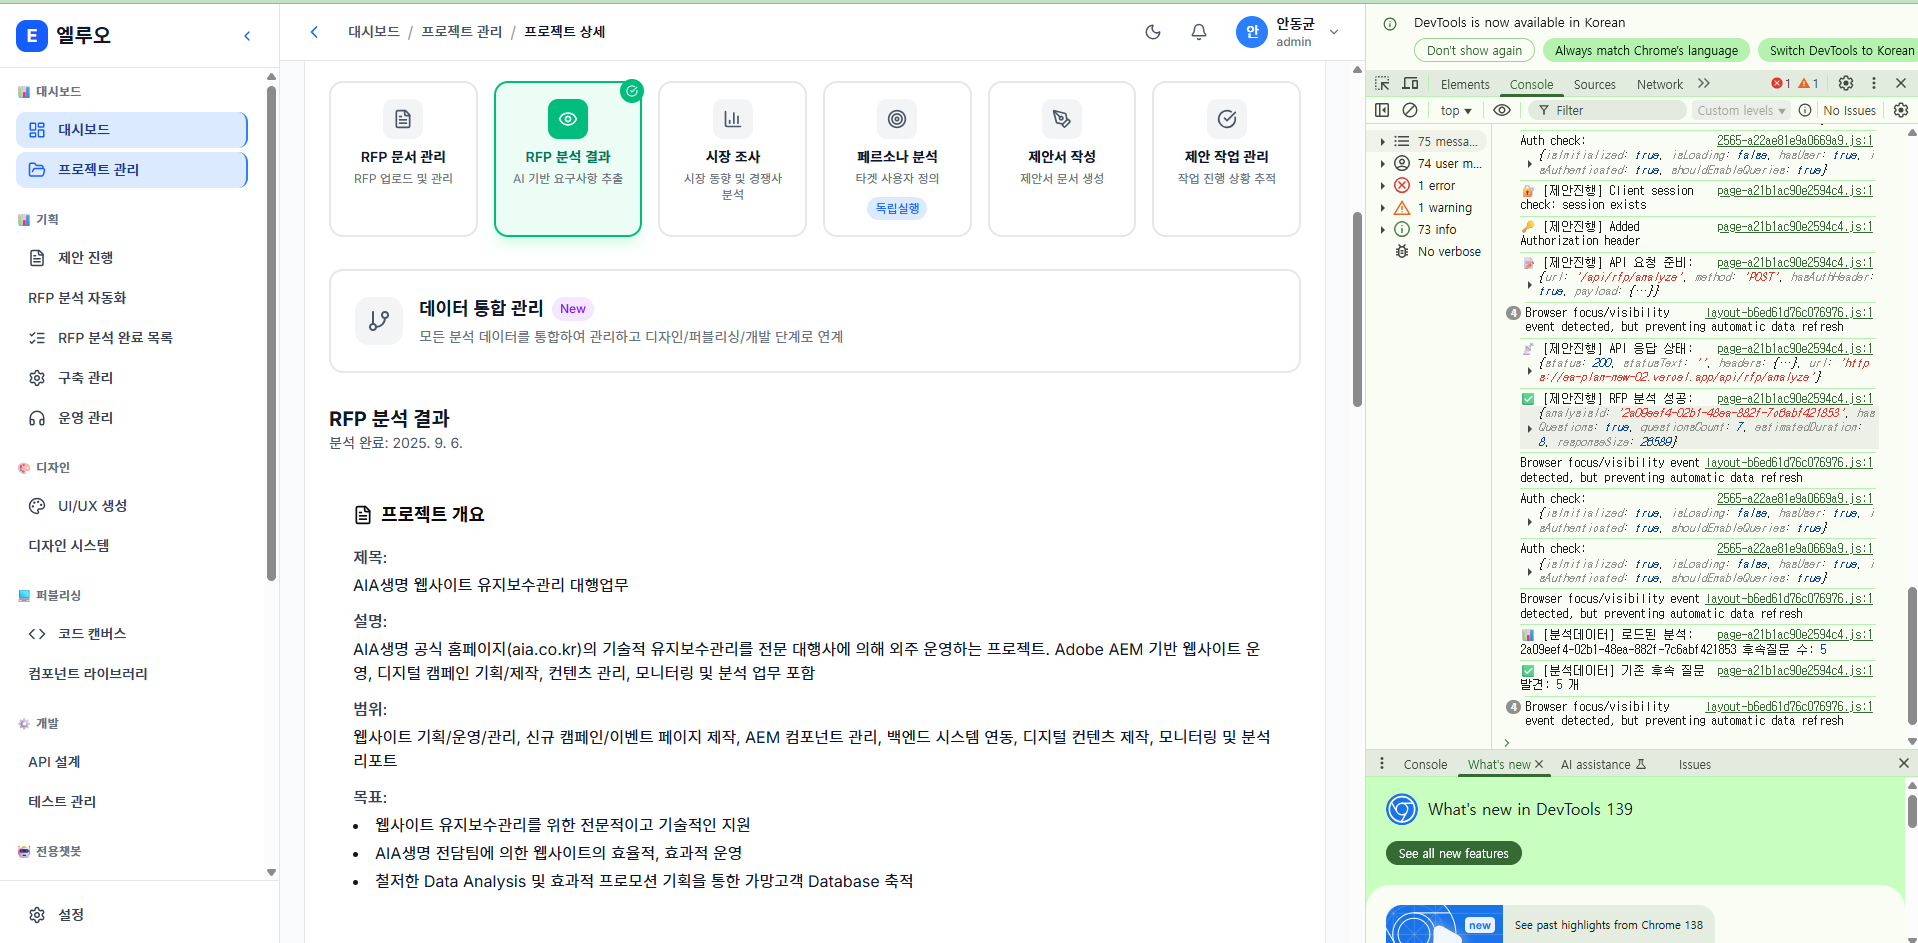 E 엘루오
대시보드
대시보드
프로젝트 관리
기획
제안 진행
RFP 분석 자동화
RFP 분석 완료 목록
구축 관리
운영 관리
디자인
UI/UX 생성
디자인 시스템
퍼블리싱
코드 캔버스
컴포넌트 라이브러리
개발
API 설계
테스트 관리
전용챗봇
설정
대시보드 / 프로젝트 관리 / 프로젝트 상세
안
안동균
admin
RFP 문서 관리
RFP 업로드 및 관리
RFP 분석 결과
AI 기반 요구사항 추출
시장 조사
시장 동향 및 경쟁사
분석
페르소나 분석
타겟 사용자 정의
독립실행
제안서 작성
제안서 문서 생성
제안 작업 관리
작업 진행 상황 추적
데이터 통합 관리 New
모든 분석 데이터를 통합하여 관리하고 디자인/퍼블리싱/개발 단계로 연계
RFP 분석 결과
분석 완료: 2025. 9. 6.
프로젝트 개요
제목:
AIA생명 웹사이트 유지보수관리 대행업무
설명:
AIA생명 공식 홈페이지(aia.co.kr)의 기술적 유지보수관리를 전문 대행사에 의해 외주 운영하는 프로젝트. Adobe AEM 기반 웹사이트 운
영, 디지털 캠페인 기획/제작, 컨텐츠 관리, 모니터링 및 분석 업무 포함
범위:
웹사이트 기획/운영/관리, 신규 캠페인/이벤트 페이지 제작, AEM 컴포넌트 관리, 백엔드 시스템 연동, 디지털 컨텐츠 제작, 모니터링 및 분석
리포트
목표:
• 웹사이트 유지보수관리를 위한 전문적이고 기술적인 지원
• AIA생명 전담팀에 의한 웹사이트의 효율적, 효과적 운영
• 철저한 Data Analysis 및 효과적 프로모션 기획을 통한 가망고객 Database 축적
DevTools is now available in Korean
Don't show again
Always match Chrome's language
Switch DevTools to Korean
Elements Console Sources Network 1 1
top Filter Custom levels No Issues
75 messa...
74 user m...
1 error
1 warning
73 info
No verbose
Auth check: 2565-a22ae81e9a0669a9.js:1
{isInitialized: true, isLoading: false, hasUser: true, i
sAuthenticated: true, shouldEnableQueries: true}
[제안진행] Client session page-a21b1ac90e2594c4.js:1
check: session exists
[제안진행] Added page-a21b1ac90e2594c4.js:1
Authorization header
[제안진행] API 요청 준비: page-a21b1ac90e2594c4.js:1
{url: '/api/rfp/analyze', method: 'POST', hasAuthHeader:
true, payload: {…}}
4 Browser focus/visibility layout-b6ed61d76c076976.js:1
event detected, but preventing automatic data refresh
[제안진행] API 응답 상태: page-a21b1ac90e2594c4.js:1
{status: 200, statusText: '', headers: {…}, url: 'http
s://ea-plan-new-02.vercel.app/api/rfp/analyze'}
[제안진행] RFP 분석 성공: page-a21b1ac90e2594c4.js:1
{analysisId: '2a09eef4-02b1-48ea-882f-7c6abf421853', has
Questions: true, questionsCount: 7, estimatedDuration:
8, responseSize: 26589}
Browser focus/visibility event layout-b6ed61d76c076976.js:1
detected, but preventing automatic data refresh
Auth check: 2565-a22ae81e9a0669a9.js:1
{isInitialized: true, isLoading: false, hasUser: true, i
sAuthenticated: true, shouldEnableQueries: true}
Auth check: 2565-a22ae81e9a0669a9.js:1
{isInitialized: true, isLoading: false, hasUser: true, i
sAuthenticated: true, shouldEnableQueries: true}
Browser focus/visibility event layout-b6ed61d76c076976.js:1
detected, but preventing automatic data refresh
[분석데이터] 로드된 분석: page-a21b1ac90e2594c4.js:1
2a09eef4-02b1-48ea-882f-7c6abf421853 후속질문 수: 5
[분석데이터] 기존 후속 질문 page-a21b1ac90e2594c4.js:1
발견: 5 개
4 Browser focus/visibility layout-b6ed61d76c076976.js:1
event detected, but preventing automatic data refresh
Console What's new AI assistance Issues
What's new in DevTools 139
See all new features
new
See past highlights from Chrome 138